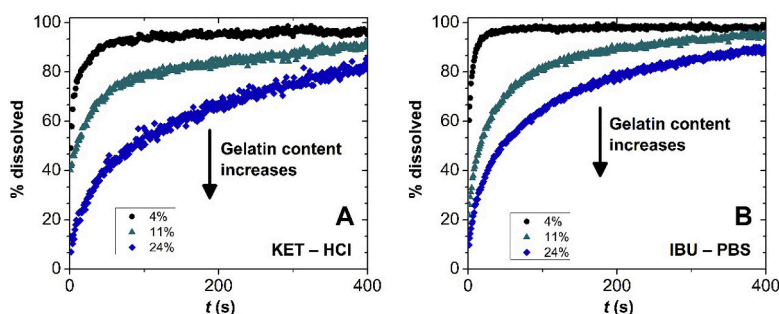 100
80
60
40
20
0
% dissolved
Gelatin content
increases
4%
11%
24%
A
KET – HCl
0
200
400
t (s)
100
80
60
40
20
0
% dissolved
Gelatin content
increases
4%
11%
24%
B
IBU – PBS
0
200
400
t (s)